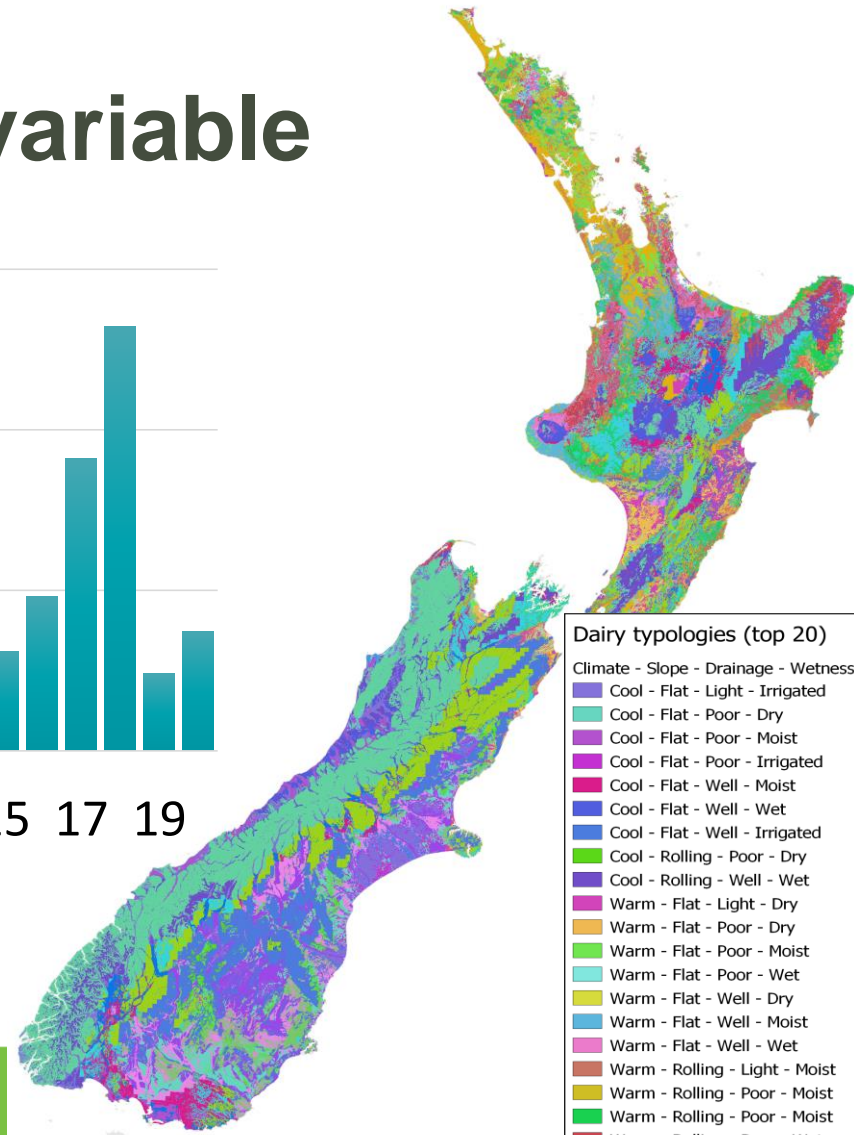 variable
15 17 19
Dairy typologies (top 20)
Climate - Slope - Drainage - Wetness
Cool - Flat - Light - Irrigated
Cool - Flat - Poor - Dry
Cool - Flat - Poor - Moist
Cool - Flat - Poor - Irrigated
Cool - Flat - Well - Moist
Cool - Flat - Well - Wet
Cool - Flat - Well - Irrigated
Cool - Rolling - Poor - Dry
Cool - Rolling - Well - Wet
Warm - Flat - Light - Dry
Warm - Flat - Poor - Dry
Warm - Flat - Poor - Moist
Warm - Flat - Poor - Wet
Warm - Flat - Well - Dry
Warm - Flat - Well - Moist
Warm - Flat - Well - Wet
Warm - Rolling - Light - Moist
Warm - Rolling - Poor - Moist
Warm - Rolling - Poor - Moist